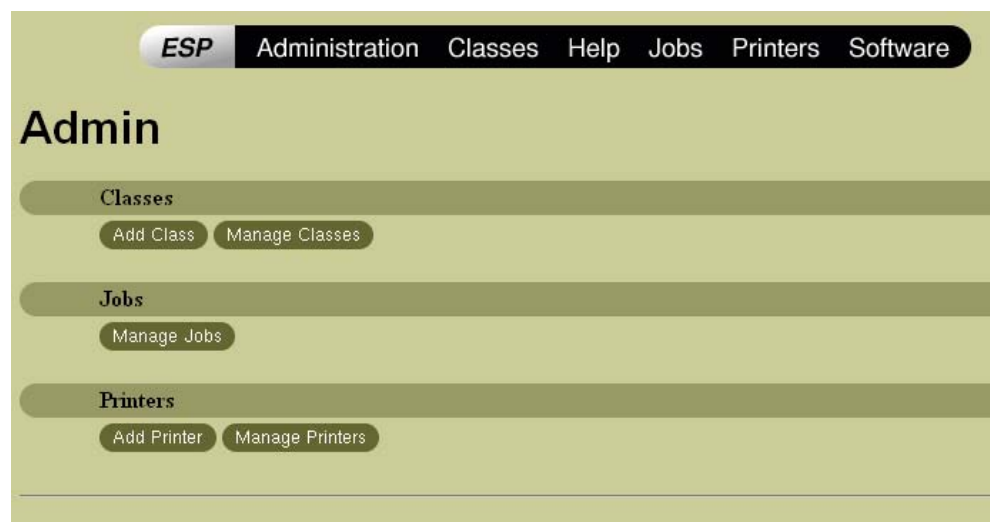 ESP Administration Classes Help Jobs Printers Software
Admin
Classes
Add Class Manage Classes
Jobs
Manage Jobs
Printers
Add Printer Manage Printers